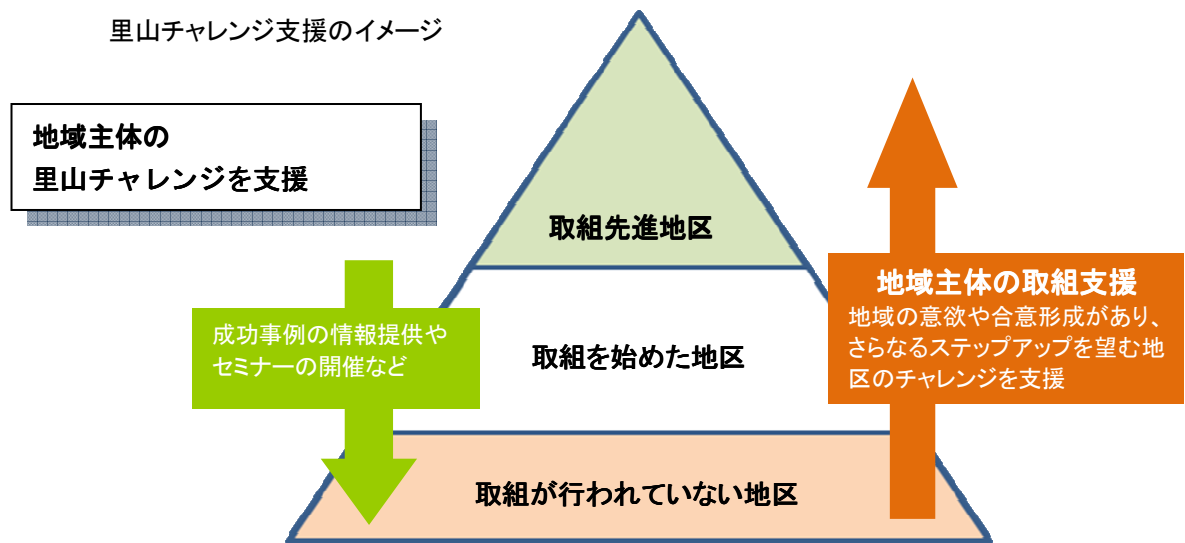 里山チャレンジ支援のイメージ
地域主体の
里山チャレンジを支援
取組先進地区
地域主体の取組支援
地域の意欲や合意形成があり、
さらなるステップアップを望む地
区のチャレンジを支援
成功事例の情報提供や
セミナーの開催など
取組を始めた地区
取組が行われていない地区